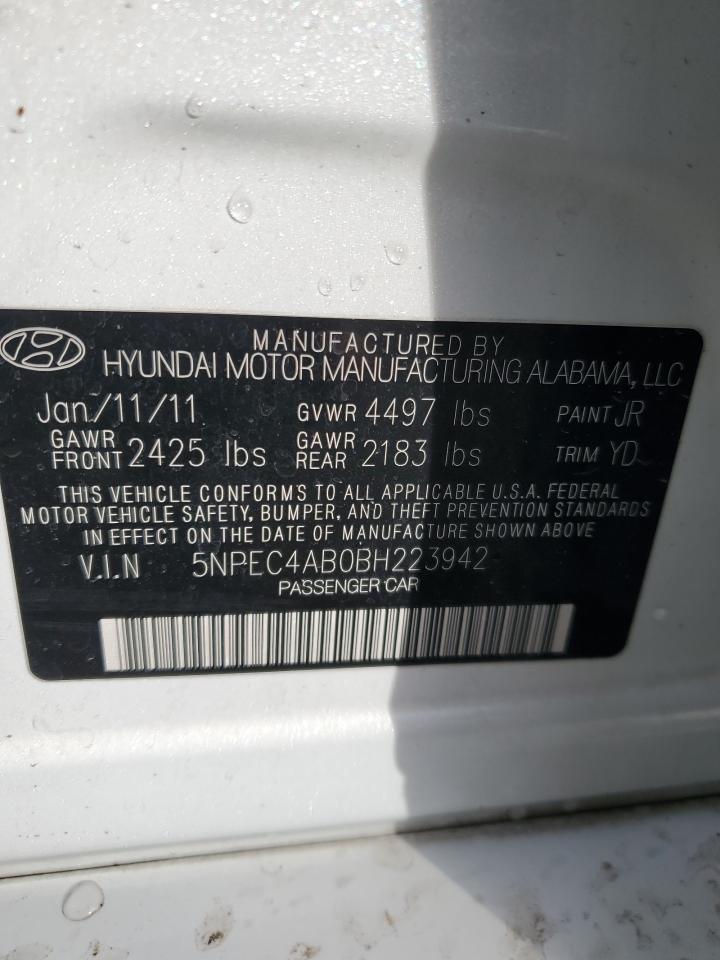 MANUFACTURED BY
HYUNDAI MOTOR MANUFACTURING ALABAMA, LLC
Jan/11/11 GVWR 4497 lbs PAINT JR
GAWR FRONT 2425 lbs GAWR REAR 2183 lbs TRIM YD
THIS VEHICLE CONFORMS TO ALL APPLICABLE U.S.A. FEDERAL
MOTOR VEHICLE SAFETY, BUMPER, AND THEFT PREVENTION STANDARDS
IN EFFECT ON THE DATE OF MANUFACTURE SHOWN ABOVE
V.I.N 5NPEC4AB0BH223942
PASSENGER CAR